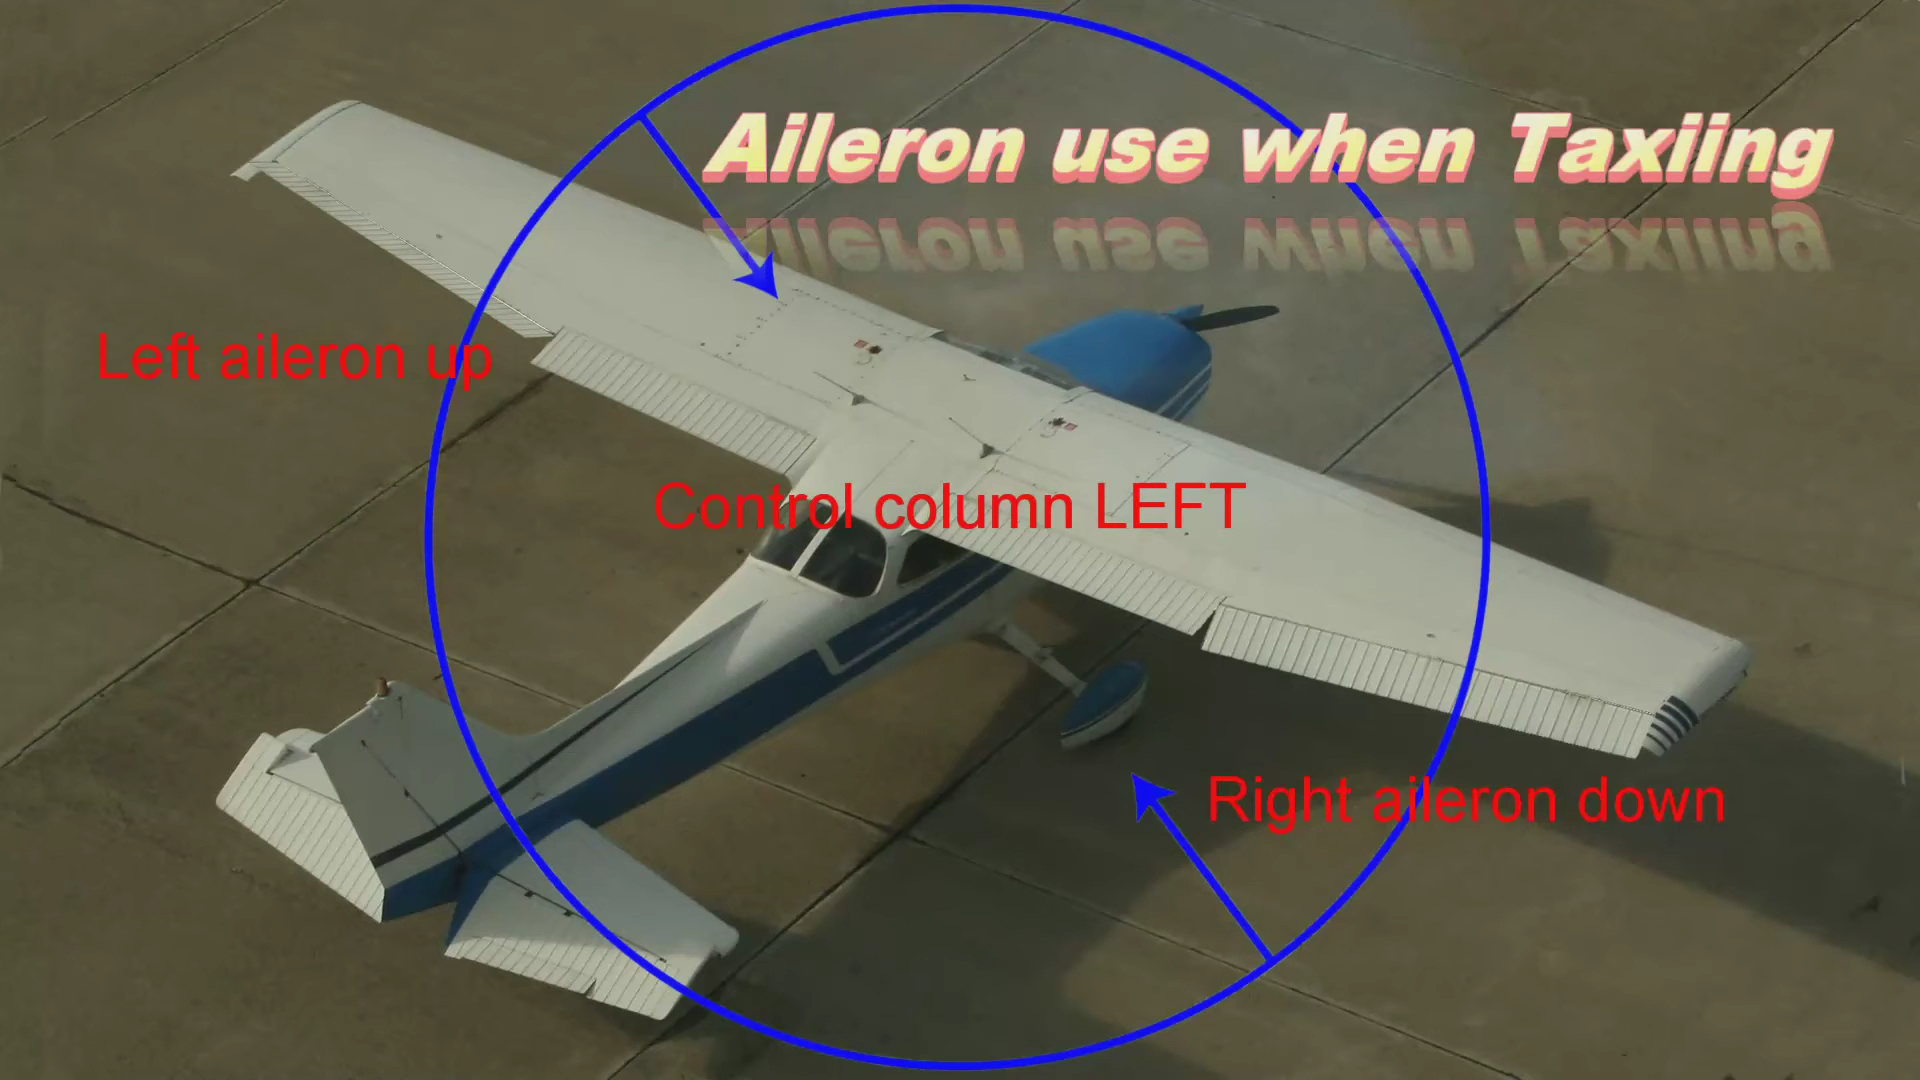 Aileron use when Taxiing
Left aileron up
Control column LEFT
Right aileron down